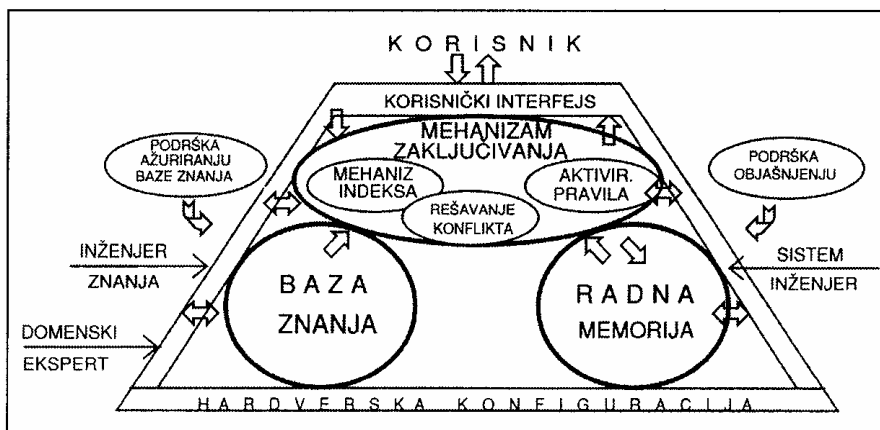 KORISNIK
KORISNIČKI INTERFEJS
MEHANIZAM
ZAKLJUČIVANJA
PODRŠKA
AŽURIRANJU
BAZE ZNANJA
MEHANIZ
INDEKSA
AKTIVIR.
PRAVILA
REŠAVANJE
KONFLIKTA
PODRŠKA
OBJAŠNJENJU
INŽENJER
ZNANJA
SISTEM
INŽENJER
BAZA
ZNANJA
RADNA
MEMORIJA
DOMENSKI
EKSPERT
HARDVERSKA KONFIGURACIJA